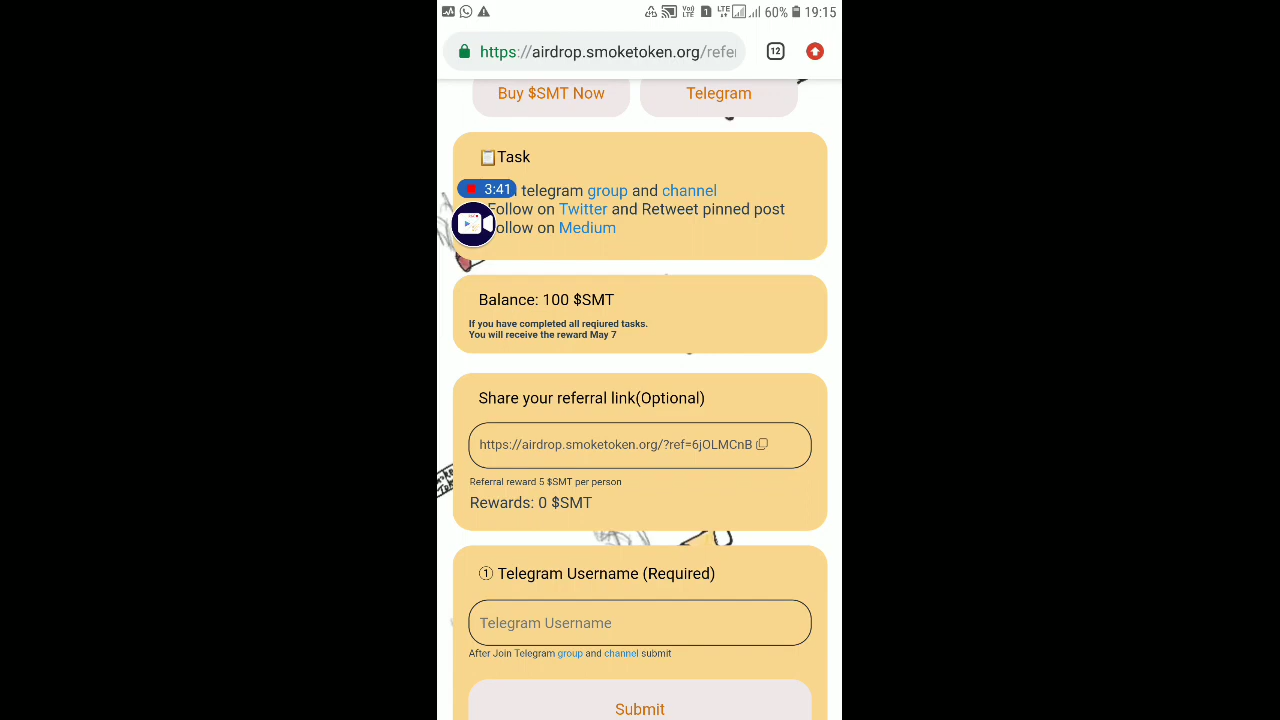 1 LTE 60% 19:15
https://airdrop.smoketoken.org/refer
12
Buy $SMT Now
Telegram
Task
3:41
telegram group and channel
Follow on Twitter and Retweet pinned post
ollow on Medium
Balance: 100 $SMT
If you have completed all reqiured tasks.
You will receive the reward May 7
Share your referral link(Optional)
https://airdrop.smoketoken.org/?ref=6jOLMCnB
Referral reward 5 $SMT per person
Rewards: 0 $SMT
① Telegram Username (Required)
Telegram Username
After Join Telegram group and channel submit
Submit